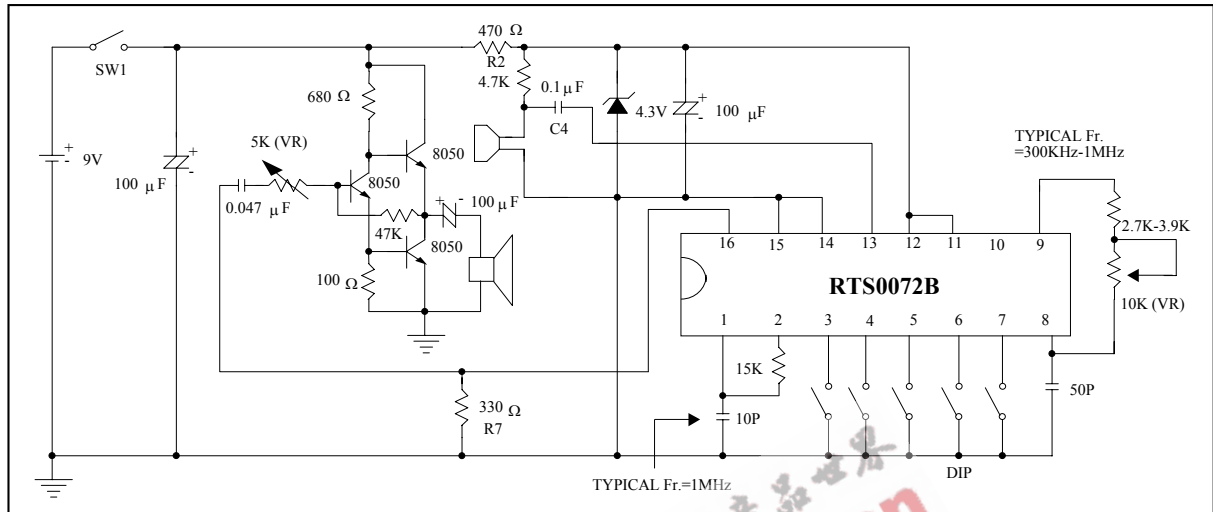 470 Ω
R2
SW1
4.7K
0.1 μF
C4
680 Ω
4.3V
100 μF
TYPICAL Fr.
=300KHz-1MHz
5K (VR)
8050
+
-
9V
+
-
100 μF
8050
+ -
100 μF
+
-
0.047 μF
47K
8050
2.7K-3.9K
16 15 14 13 12 11 10 9
RTS0072B
100
Ω
10K (VR)
1 2 3 4 5 6 7 8
15K
50P
330 Ω
R7
10P
DIP
TYPICAL Fr.=1MHz
品世界